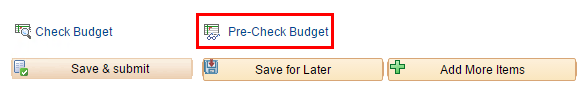 Check Budget Pre-Check Budget
Save & submit Save for Later Add More Items